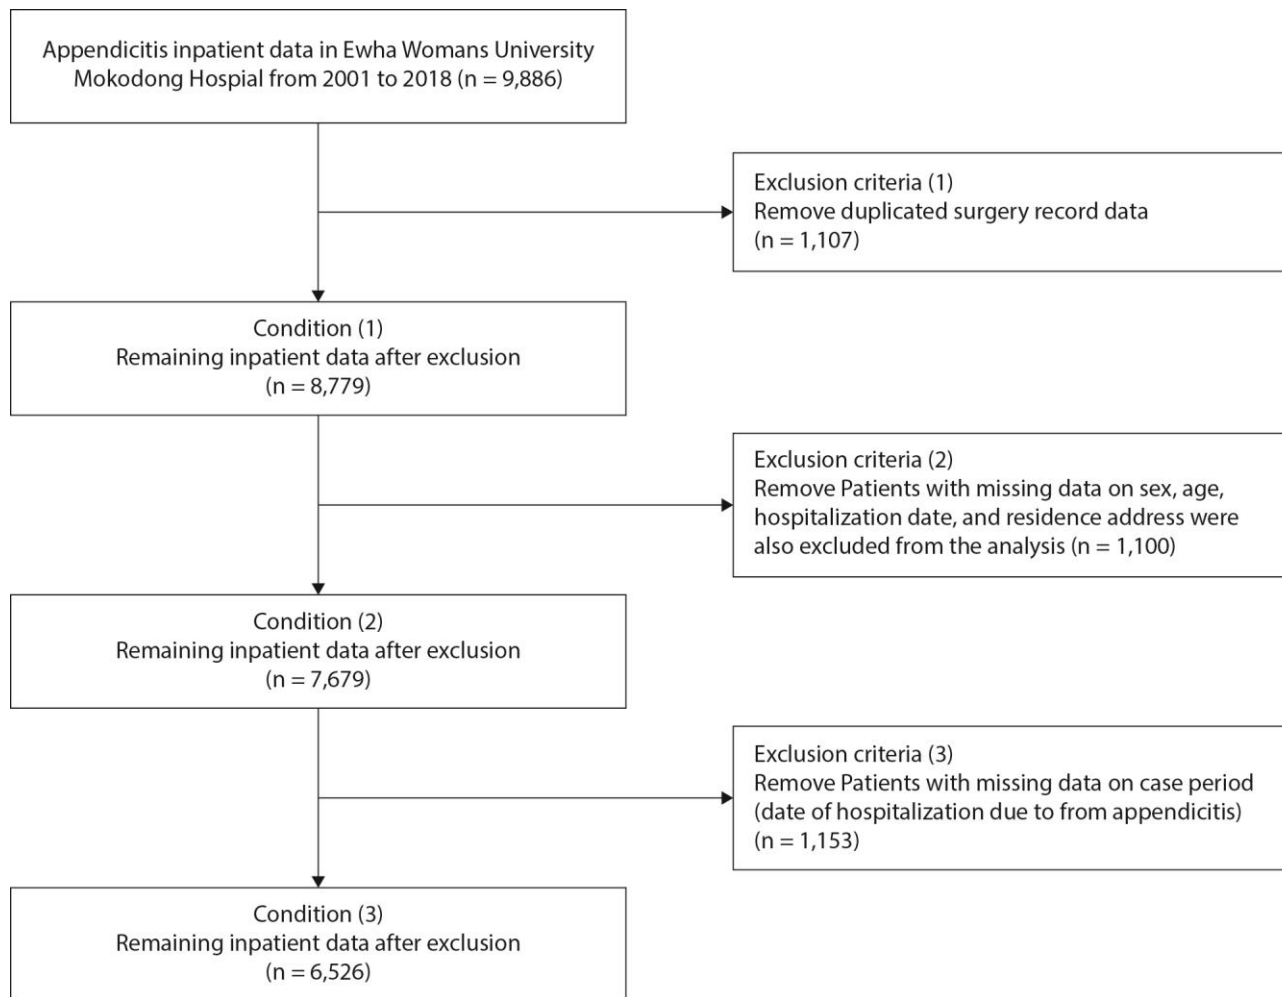 Appendicitis inpatient data in Ewha Womans University
Mokodong Hospial from 2001 to 2018 (n = 9,886)
Exclusion criteria (1)
Remove duplicated surgery record data
(n = 1,107)
Condition (1)
Remaining inpatient data after exclusion
(n = 8,779)
Exclusion criteria (2)
Remove Patients with missing data on sex, age,
hospitalization date, and residence address were
also excluded from the analysis (n = 1,100)
Condition (2)
Remaining inpatient data after exclusion
(n = 7,679)
Exclusion criteria (3)
Remove Patients with missing data on case period
(date of hospitalization due to from appendicitis)
(n = 1,153)
Condition (3)
Remaining inpatient data after exclusion
(n = 6,526)